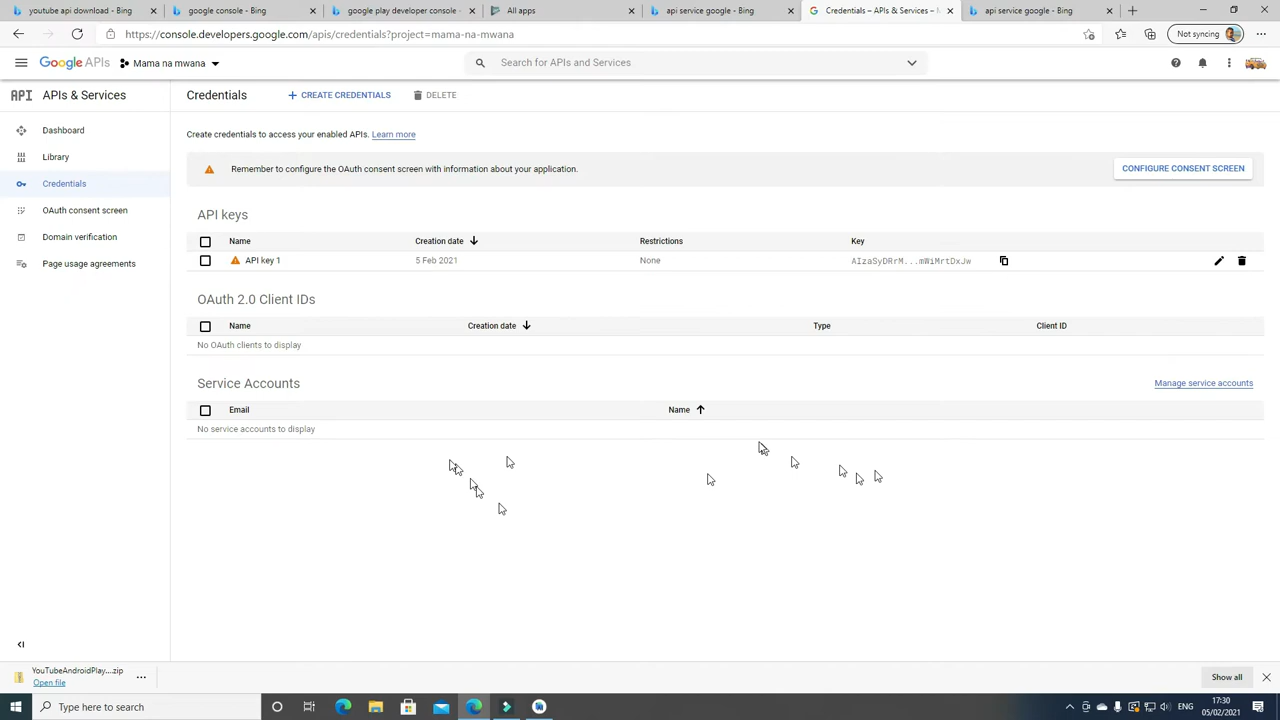 youtube api download - Bing
google console - Bing
google play developer console -
All apps
api service google - Bing
Credentials – APIs & Services –
api service google - Bing
https://console.developers.google.com/apis/credentials?project=mama-na-mwana
Not syncing
Google APIs
Mama na mwana
Search for APIs and Services
API APIs & Services
Credentials
CREATE CREDENTIALS
DELETE
Dashboard
Library
Credentials
OAuth consent screen
Domain verification
Page usage agreements
Create credentials to access your enabled APIs. Learn more
Remember to configure the OAuth consent screen with information about your application.
CONFIGURE CONSENT SCREEN
API keys
Name Creation date Restrictions Key
API key 1 5 Feb 2021 None AIzaSyDRrM...mWiMrtDxJw
OAuth 2.0 Client IDs
Name Creation date Type Client ID
No OAuth clients to display
Service Accounts
Manage service accounts
Email Name
No service accounts to display
YouTubeAndroidPlay....zip
Open file
Show all
Type here to search
ENG
17:30
05/02/2021